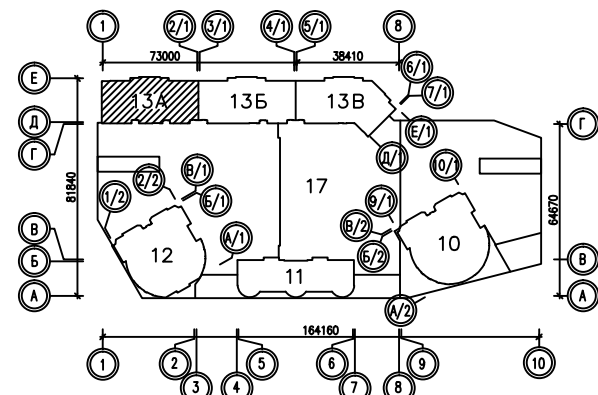 1 2/1 3/1 4/1 5/1 8
73000 38410
6/1
Е 7/1
13А 13Б 13В
Д Г
Е/1
Г Д/1
В/1 10/1
2/2
17
81840 Б/1 64670
1/2 9/1
В А/1 В/2
12 10
Б Б/2 В
11
А А/2 А
164160
1 2 5 6 9 10
3 4 7 8